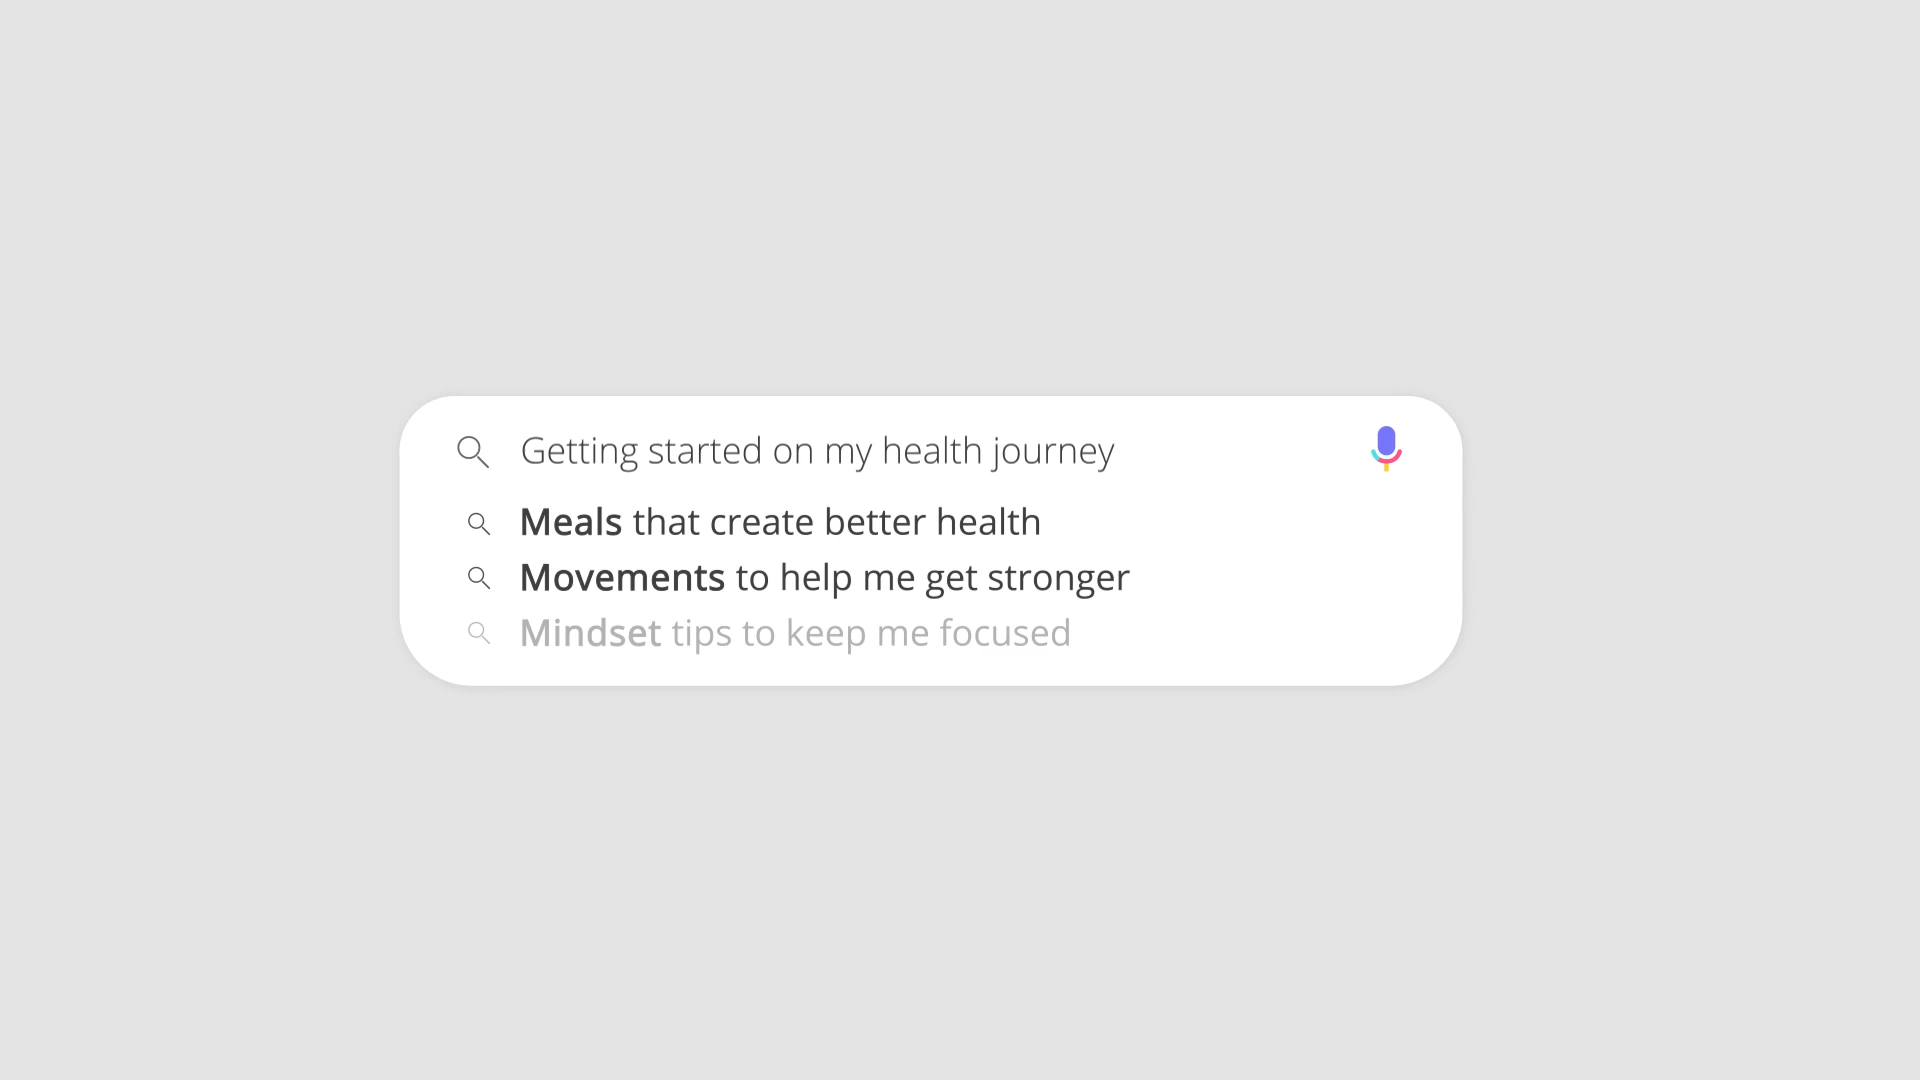 Getting started on my health journey
Meals that create better health
Movements to help me get stronger
Mindset tips to keep me focused